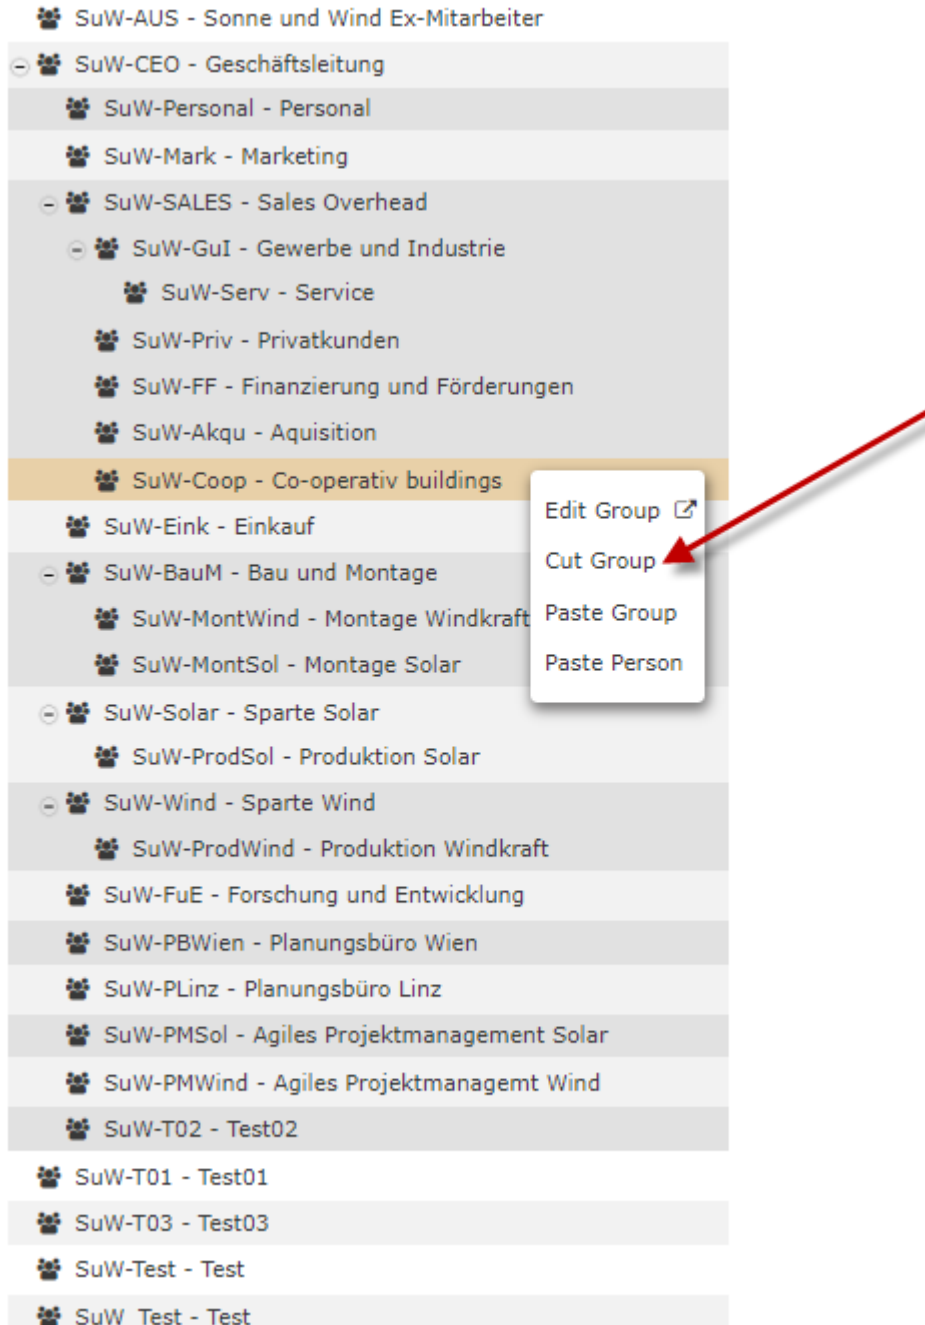 SuW-AUS - Sonne und Wind Ex-Mitarbeiter
SuW-CEO - Geschäftsleitung
SuW-Personal - Personal
SuW-Mark - Marketing
SuW-SALES - Sales Overhead
SuW-GuI - Gewerbe und Industrie
SuW-Serv - Service
SuW-Priv - Privatkunden
SuW-FF - Finanzierung und Förderungen
SuW-Akqu - Aquisition
SuW-Coop - Co-operativ buildings
Edit Group
Cut Group
Paste Group
Paste Person
SuW-Eink - Einkauf
SuW-BauM - Bau und Montage
SuW-MontWind - Montage Windkraft
SuW-MontSol - Montage Solar
SuW-Solar - Sparte Solar
SuW-ProdSol - Produktion Solar
SuW-Wind - Sparte Wind
SuW-ProdWind - Produktion Windkraft
SuW-FuE - Forschung und Entwicklung
SuW-PBWien - Planungsbüro Wien
SuW-PLinz - Planungsbüro Linz
SuW-PMSol - Agiles Projektmanagement Solar
SuW-PMWind - Agiles Projektmanagemt Wind
SuW-T02 - Test02
SuW-T01 - Test01
SuW-T03 - Test03
SuW-Test - Test
SuW_Test - Test